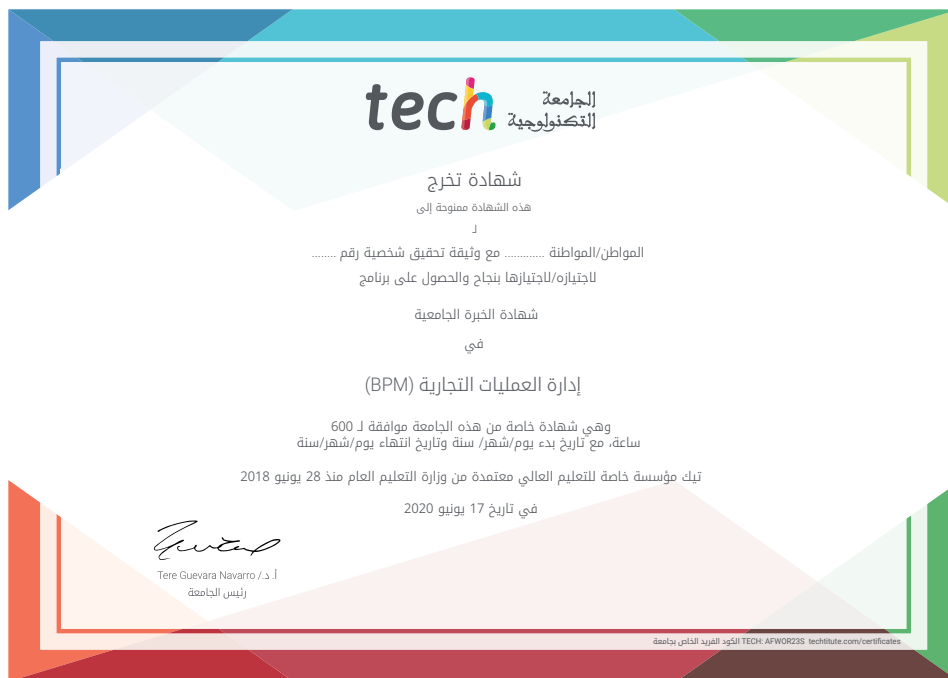 tech الجامعة
التكنولوجية
شهادة تخرج
هذه الشهادة ممنوحة إلى
لـ
المواطن/المواطنة ............ مع وثيقة تحقيق شخصية رقم ........
لاجتيازه/لاجتيازها بنجاح والحصول على برنامج
شهادة الخبرة الجامعية
في
إدارة العمليات التجارية (BPM)
وهي شهادة خاصة من هذه الجامعة موافقة لـ 600
ساعة، مع تاريخ بدء يوم/شهر/ سنة وتاريخ انتهاء يوم/شهر/سنة
تيك مؤسسة خاصة للتعليم العالي معتمدة من وزارة التعليم العام منذ 28 يونيو 2018
في تاريخ 17 يونيو 2020
أ. د./ Tere Guevara Navarro
رئيس الجامعة
الكود الفريد الخاص بجامعة TECH: AFWOR23S techtitute.com/certificates